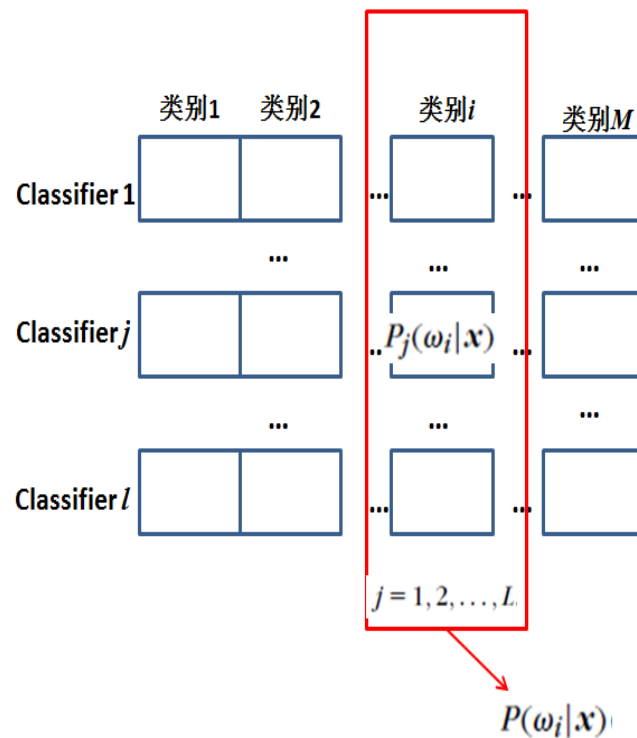 类别1 类别2 类别i 类别M
Classifier 1 ... ...
... ... ...
Classifier j .. P_j(ω_i|x) ...
... ... ...
Classifier l ... ...
j = 1, 2, . . . , L.
P(ω_i|x)(